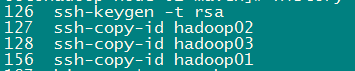 126 ssh-keygen -t rsa
127 ssh-copy-id hadoop02
128 ssh-copy-id hadoop03
156 ssh-copy-id hadoop01